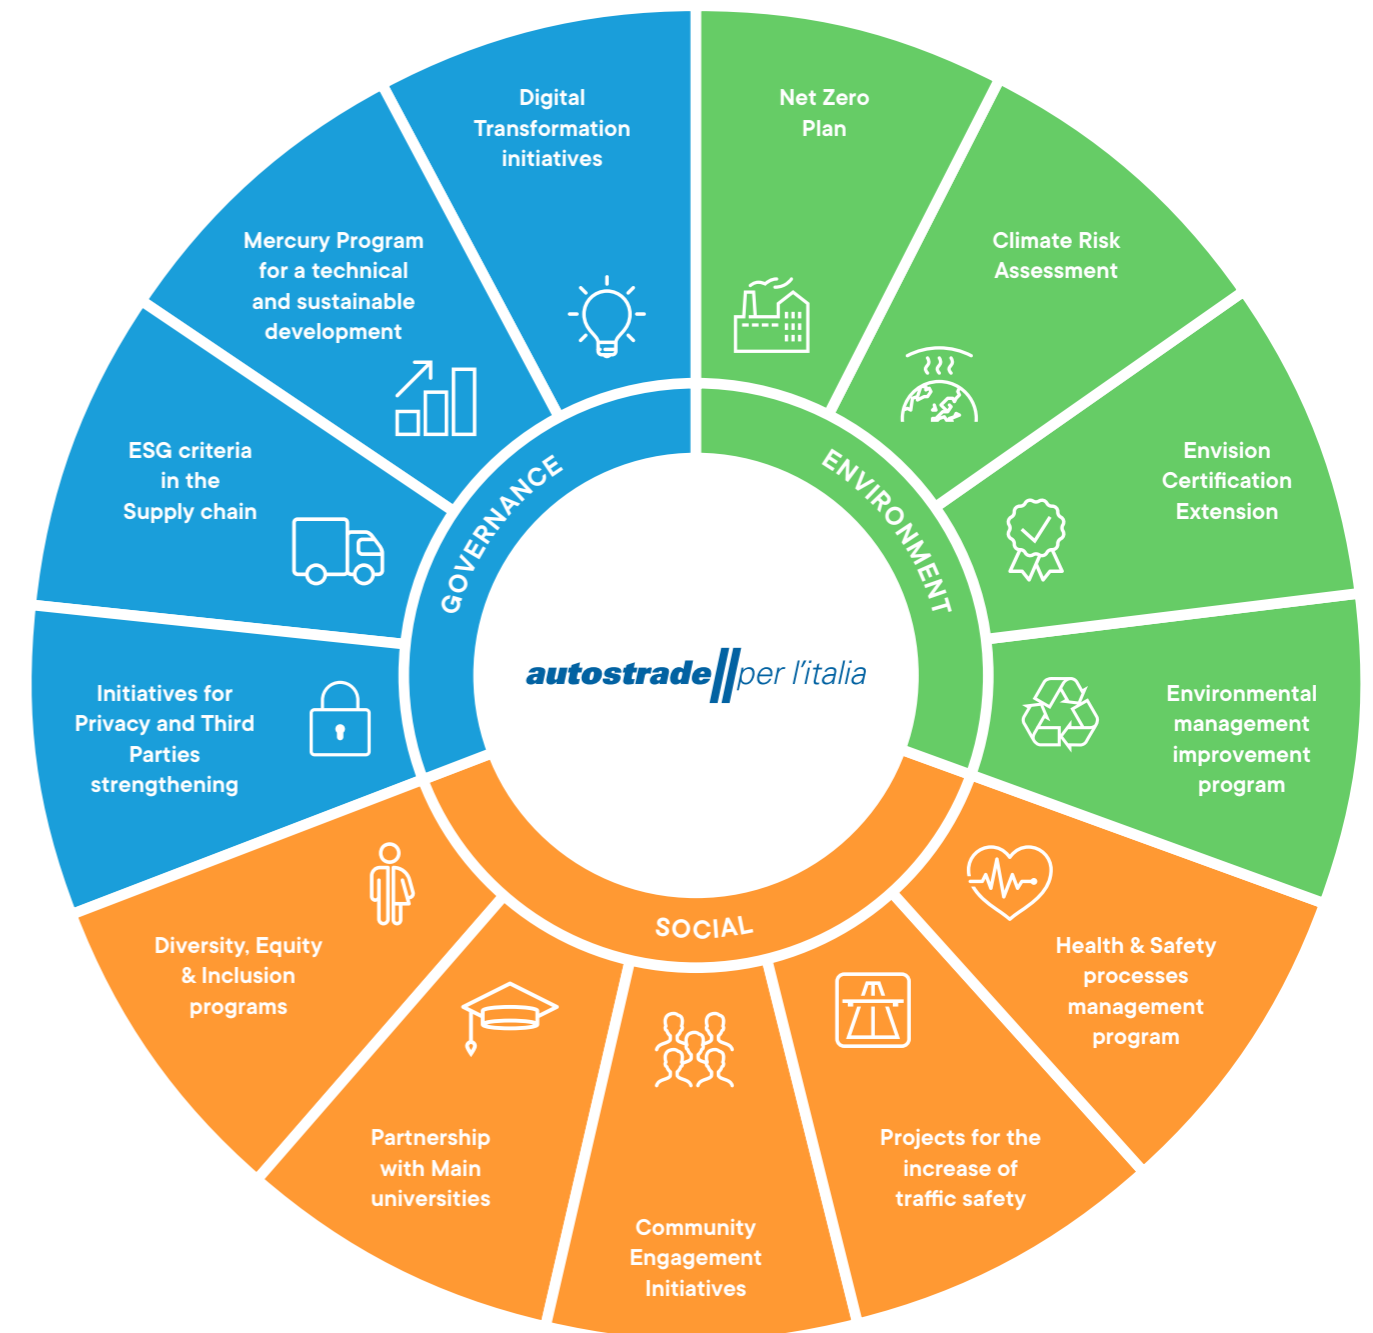 Digital
Transformation
initiatives
Net Zero
Plan
Climate Risk
Assessment
Envision
Certification
Extension
Environmental
management
improvement
program
Health & Safety
processes
management
program
Projects for the
increase of
traffic safety
Community
Engagement
Initiatives
Partnership
with Main
universities
Diversity, Equity
& Inclusion
programs
Initiatives for
Privacy and Third
Parties
strengthening
ESG criteria
in the
Supply chain
Mercury Program
for a technical
and sustainable
development
GOVERNANCE
ENVIRONMENT
SOCIAL
autostrade per l'italia